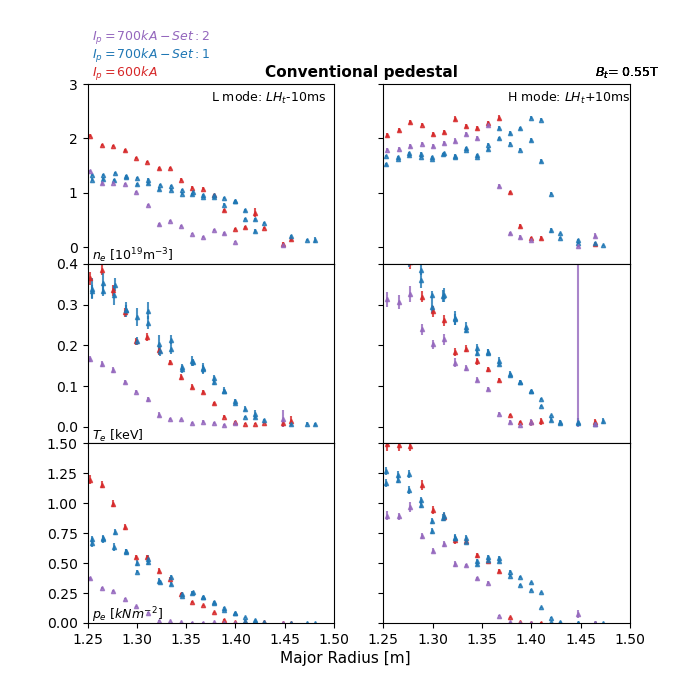 I_p = 700kA − Set : 2
I_p = 700kA − Set : 1
I_p = 600kA
Conventional pedestal
B_t= 0.55T
L mode: LH_t-10ms
H mode: LH_t+10ms
3
2
1
0
n_e [10^19 m^−3]
0.4
0.3
0.2
0.1
0.0
T_e [keV]
1.50
1.25
1.00
0.75
0.50
0.25
0.00
p_e [kNm^−2]
1.25 1.30 1.35 1.40 1.45 1.50
1.25 1.30 1.35 1.40 1.45 1.50
Major Radius [m]